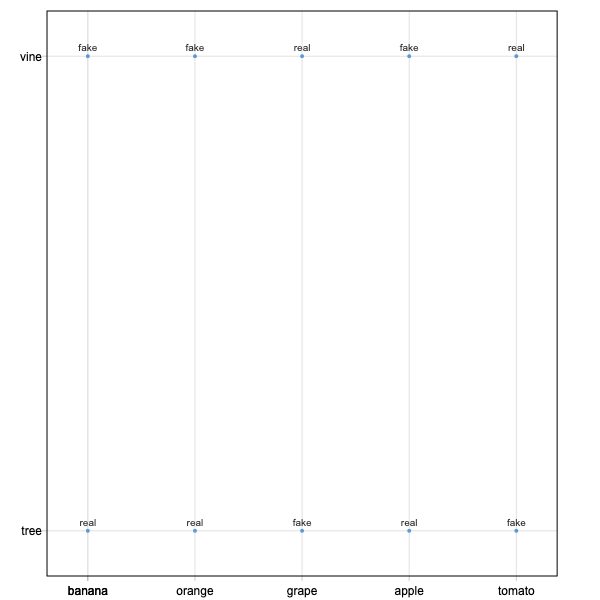 fake fake real fake real
vine
real real fake real fake
tree
banana orange grape apple tomato